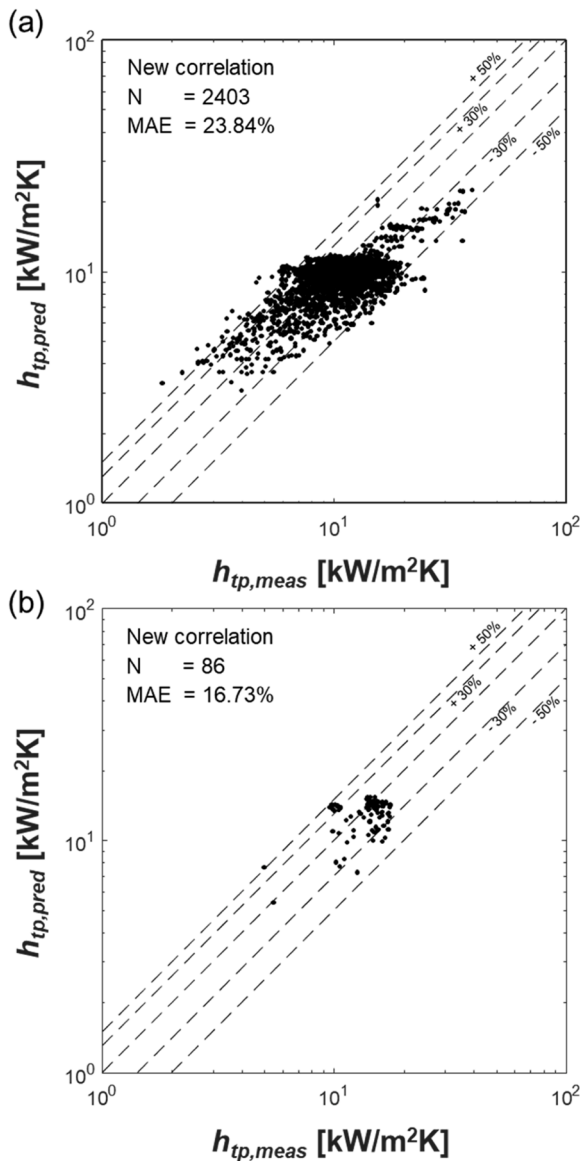 (a)
10²
New correlation
N = 2403
MAE = 23.84%
+ 50%
+ 30%
- 30%
- 50%
h_tp,pred [kW/m²K]
10¹
10⁰
10⁰ 10¹ 10²
h_tp,meas [kW/m²K]
(b)
10²
New correlation
N = 86
MAE = 16.73%
+ 50%
+ 30%
- 30%
- 50%
h_tp,pred [kW/m²K]
10¹
10⁰
10⁰ 10¹ 10²
h_tp,meas [kW/m²K]